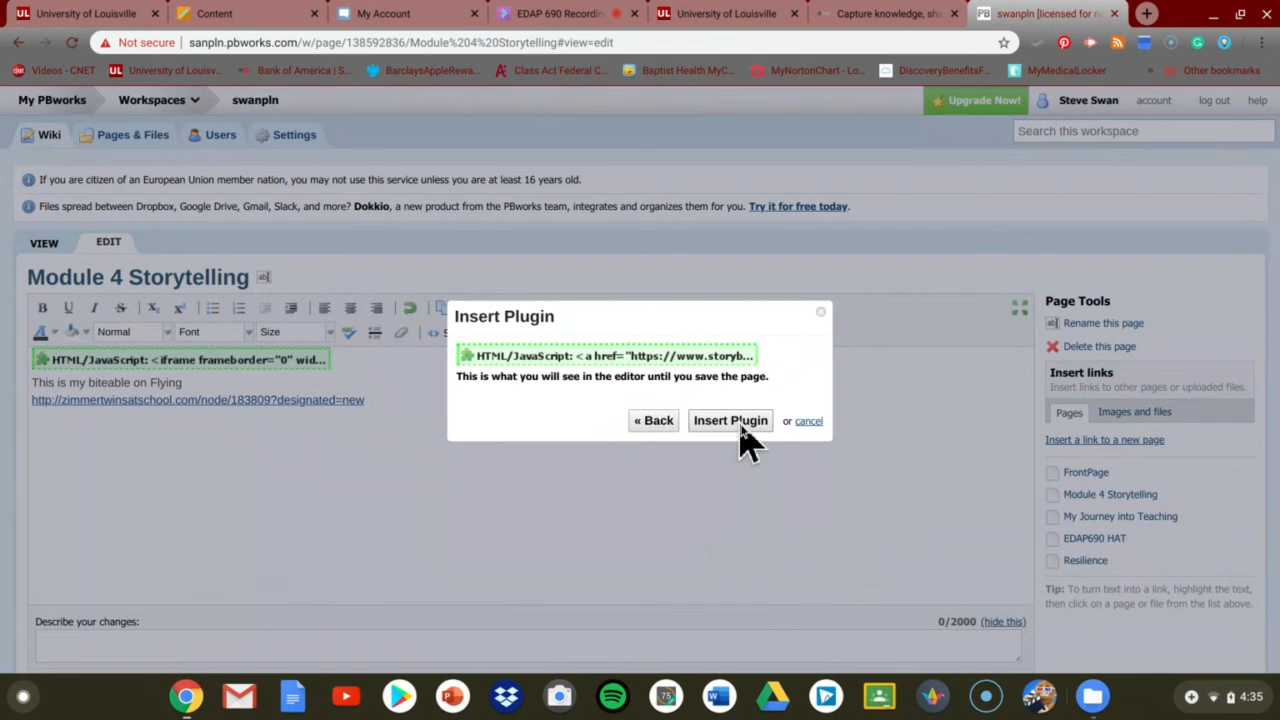 University of Louisville
Content
My Account
EDAP 690 Recordin
University of Louisville
Capture knowledge, sha
swanpln [licensed for n
Not secure
sanpln.pbworks.com/w/page/138592836/Module%204%20Storytelling#view=edit
Videos - CNET
University of Louisv...
Bank of America | S...
BarclaysAppleRewa...
Class Act Federal C...
Baptist Health MyC...
MyNortonChart - Lo...
DiscoveryBenefitsF...
MyMedicalLocker
»
Other bookmarks
My PBworks
Workspaces
swanpln
Upgrade Now!
Steve Swan
account
log out
help
Wiki
Pages & Files
Users
Settings
Search this workspace
If you are citizen of an European Union member nation, you may not use this service unless you are at least 16 years old.
Files spread between Dropbox, Google Drive, Gmail, Slack, and more? Dokkio, a new product from the PBworks team, integrates and organizes them for you. Try it for free today.
VIEW
EDIT
Module 4 Storytelling
Normal
Font
Size
HTML/JavaScript: <iframe frameborder="0" wid...
This is my biteable on Flying
http://zimmertwinsatschool.com/node/183809?designated=new
Insert Plugin
HTML/JavaScript: <a href="https://www.storyb...
This is what you will see in the editor until you save the page.
« Back
Insert Plugin
or cancel
Page Tools
Rename this page
Delete this page
Insert links
Insert links to other pages or uploaded files.
Pages
Images and files
Insert a link to a new page
FrontPage
Module 4 Storytelling
My Journey into Teaching
EDAP690 HAT
Resilience
Tip: To turn text into a link, highlight the text,
then click on a page or file from the list above.
Describe your changes:
0/2000 (hide this)
4:35